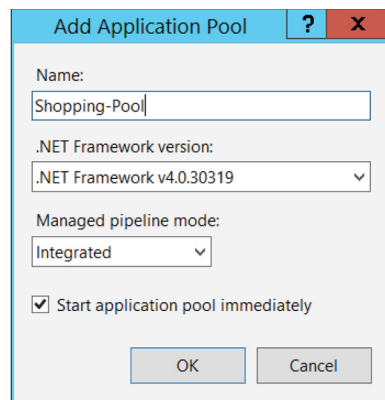 Add Application Pool ? x
Name:
Shopping-Pool
.NET Framework version:
.NET Framework v4.0.30319
Managed pipeline mode:
Integrated
Start application pool immediately
OK Cancel